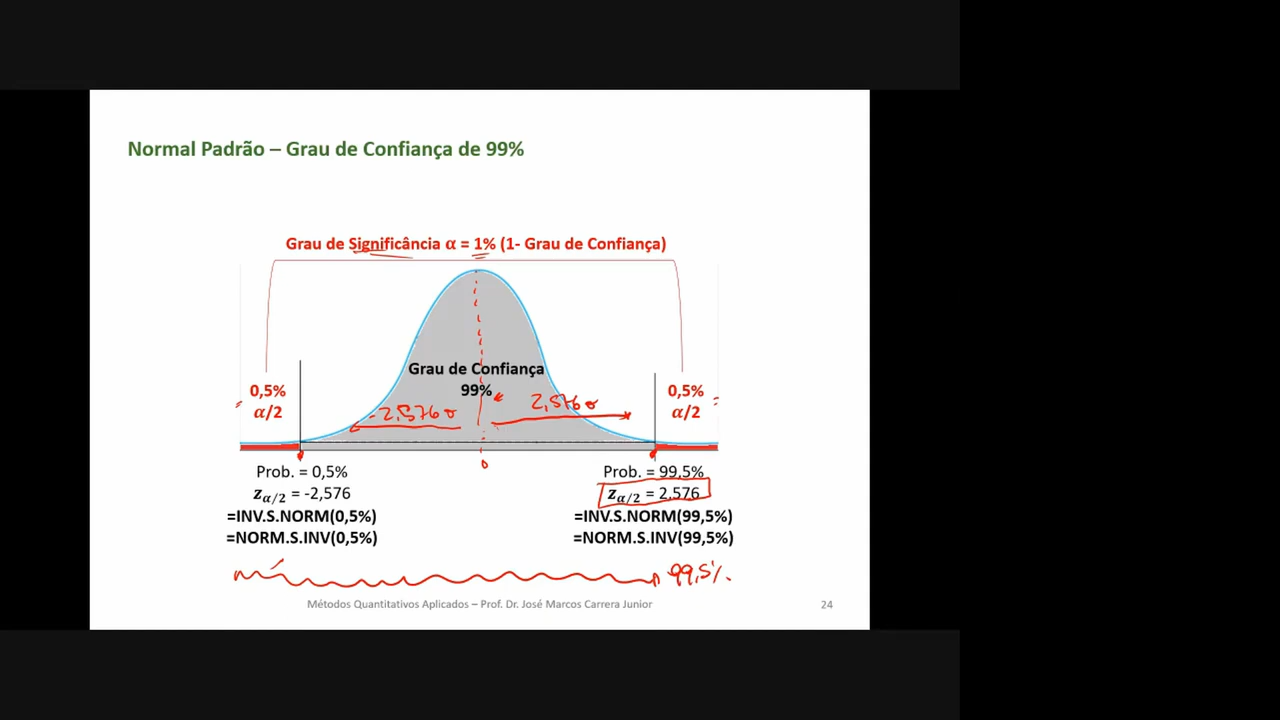 Normal Padrão – Grau de Confiança de 99%
Grau de Significância α = 1% (1- Grau de Confiança)
Grau de Confiança
99%
0,5%
α/2
0,5%
α/2
-2,576 σ
2,576 σ
0
Prob. = 0,5%
zα/2 = -2,576
=INV.S.NORM(0,5%)
=NORM.S.INV(0,5%)
Prob. = 99,5%
zα/2 = 2,576
=INV.S.NORM(99,5%)
=NORM.S.INV(99,5%)
99,5%
Métodos Quantitativos Aplicados – Prof. Dr. José Marcos Carrera Junior
24